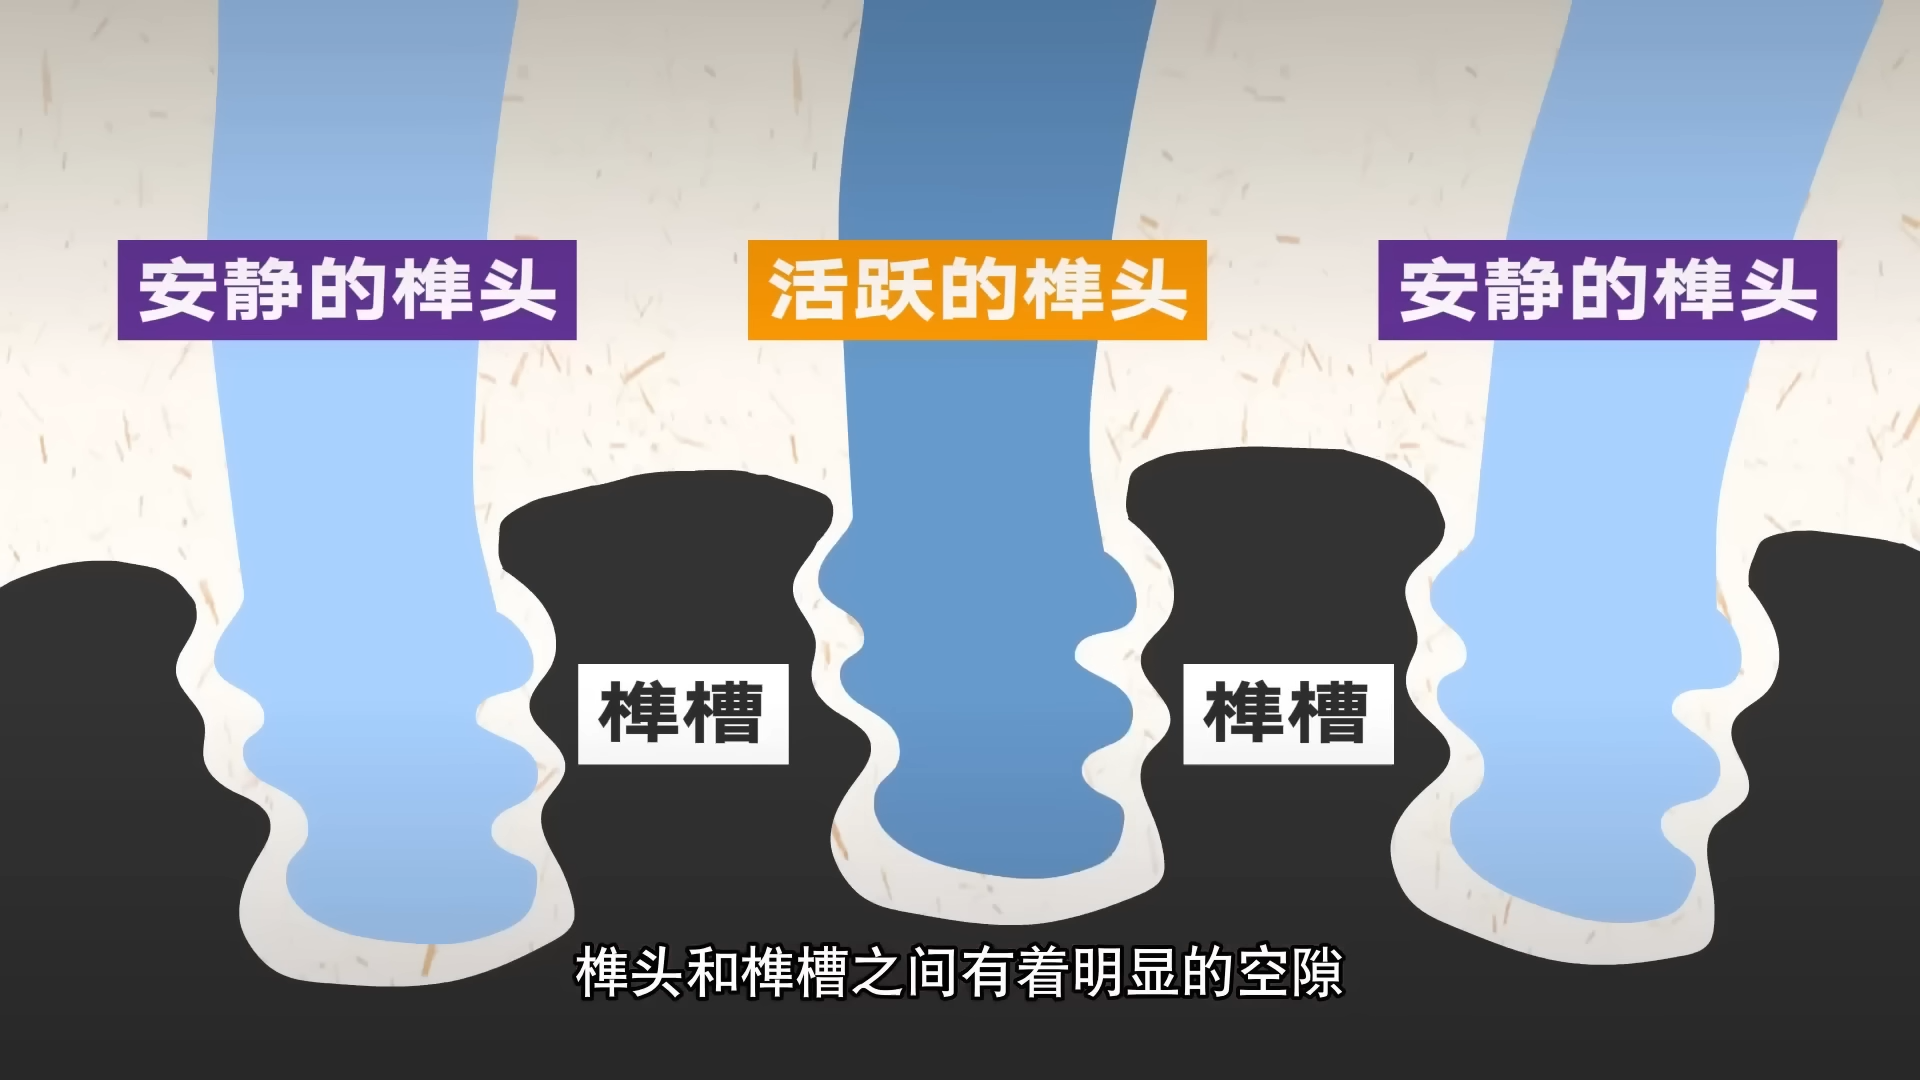 安静的榫头
活跃的榫头
安静的榫头
榫槽
榫槽
榫头和榫槽之间有着明显的空隙